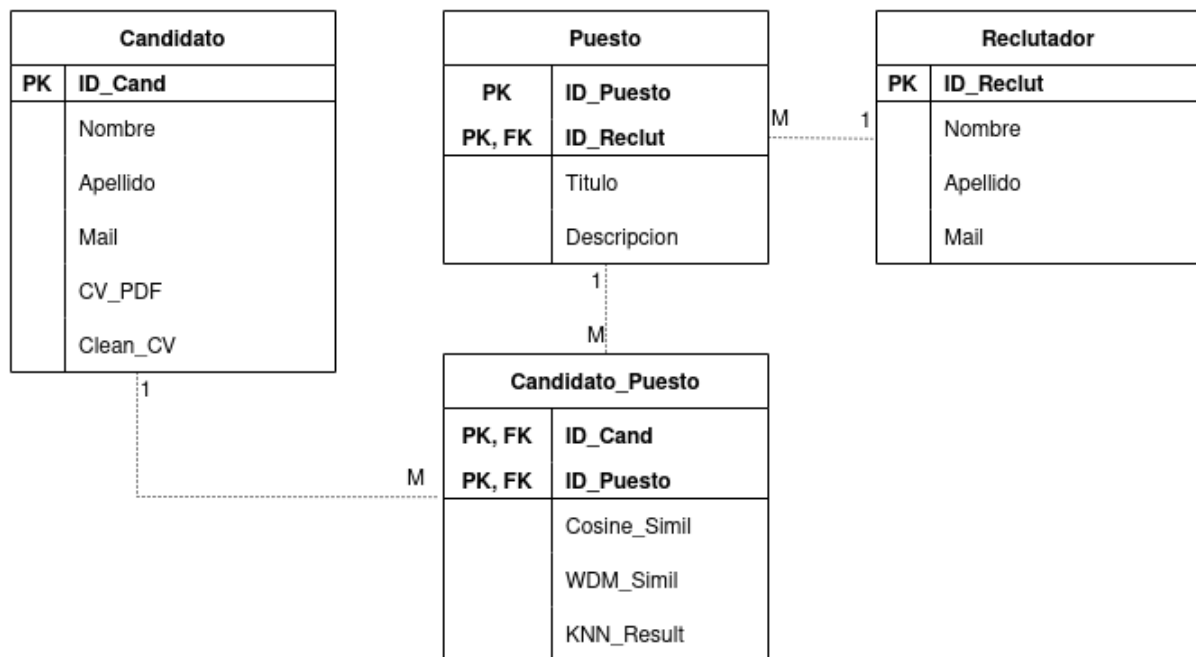 Candidato
PK ID_Cand
Nombre
Apellido
Mail
CV_PDF
Clean_CV
1
M
Puesto
PK ID_Puesto
PK, FK ID_Reclut
Titulo
Descripcion
M
1
1
M
Reclutador
PK ID_Reclut
Nombre
Apellido
Mail
Candidato_Puesto
PK, FK ID_Cand
PK, FK ID_Puesto
Cosine_Simil
WDM_Simil
KNN_Result